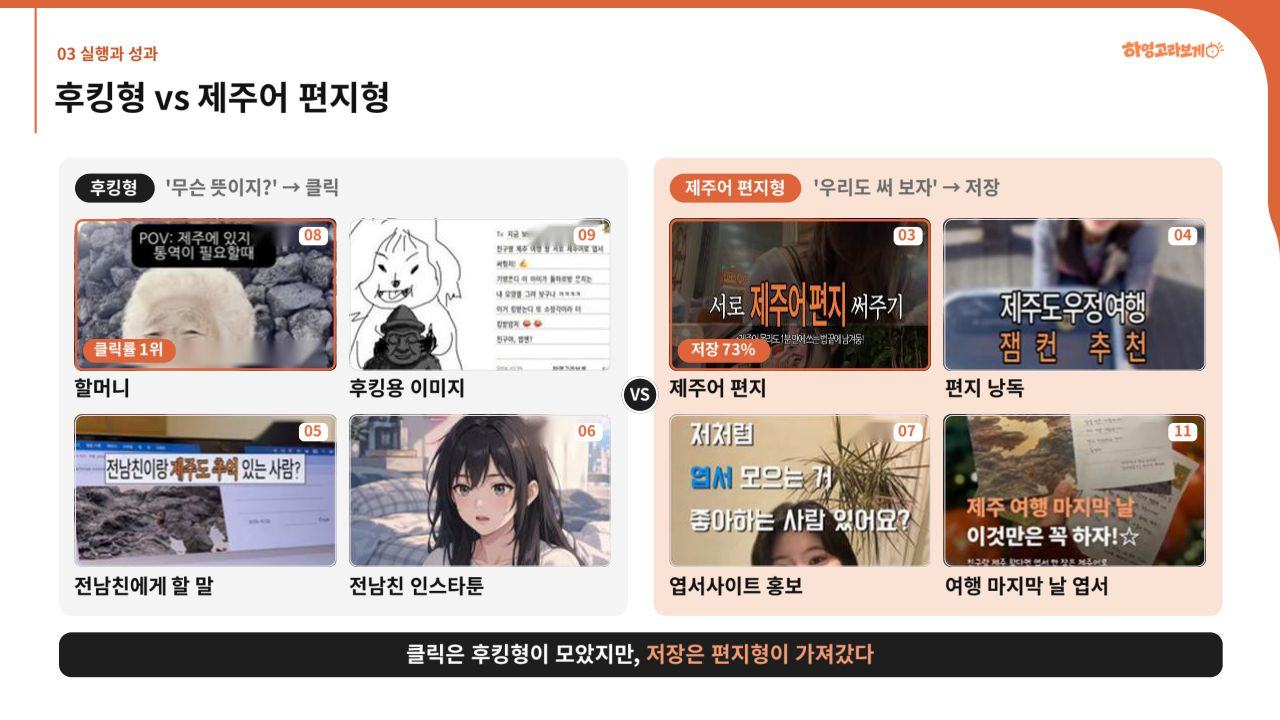 03 실행과 성과
하영고라보게
후킹형 vs 제주어 편지형
후킹형 '무슨 뜻이지?' → 클릭
POV: 제주에 있지
통역이 필요할때
08
클릭률 1위
할머니
09
후킹용 이미지
전남친이랑 제주도 추억 있는 사람?
05
전남친에게 할 말
06
전남친 인스타툰
VS
제주어 편지형 '우리도 써 보자' → 저장
03
서로 제주어편지 써주기
저장 73%
제주어 편지
04
제주도우정여행
잼컨 추천
편지 낭독
저처럼
엽서 모으는 거
좋아하는 사람 있어요?
07
엽서사이트 홍보
11
제주 여행 마지막 날
이것만은 꼭 하자!☆
여행 마지막 날 엽서
클릭은 후킹형이 모았지만, 저장은 편지형이 가져갔다